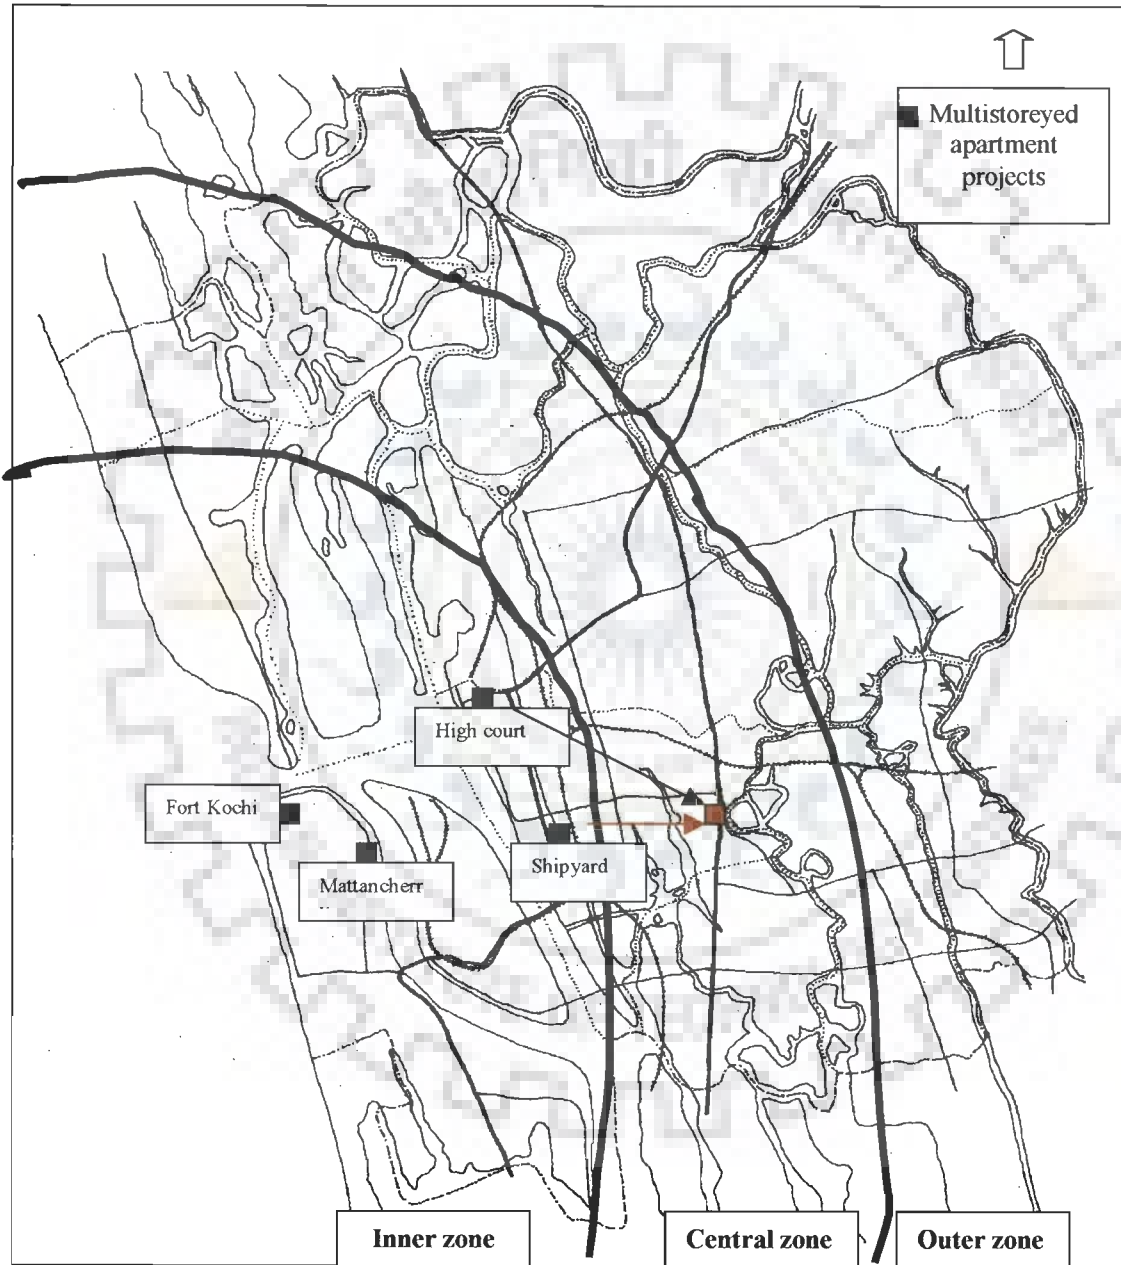 Multistoreyed
apartment
projects
High court
Fort Kochi
Shipyard
Mattancherr
Inner zone
Central zone
Outer zone